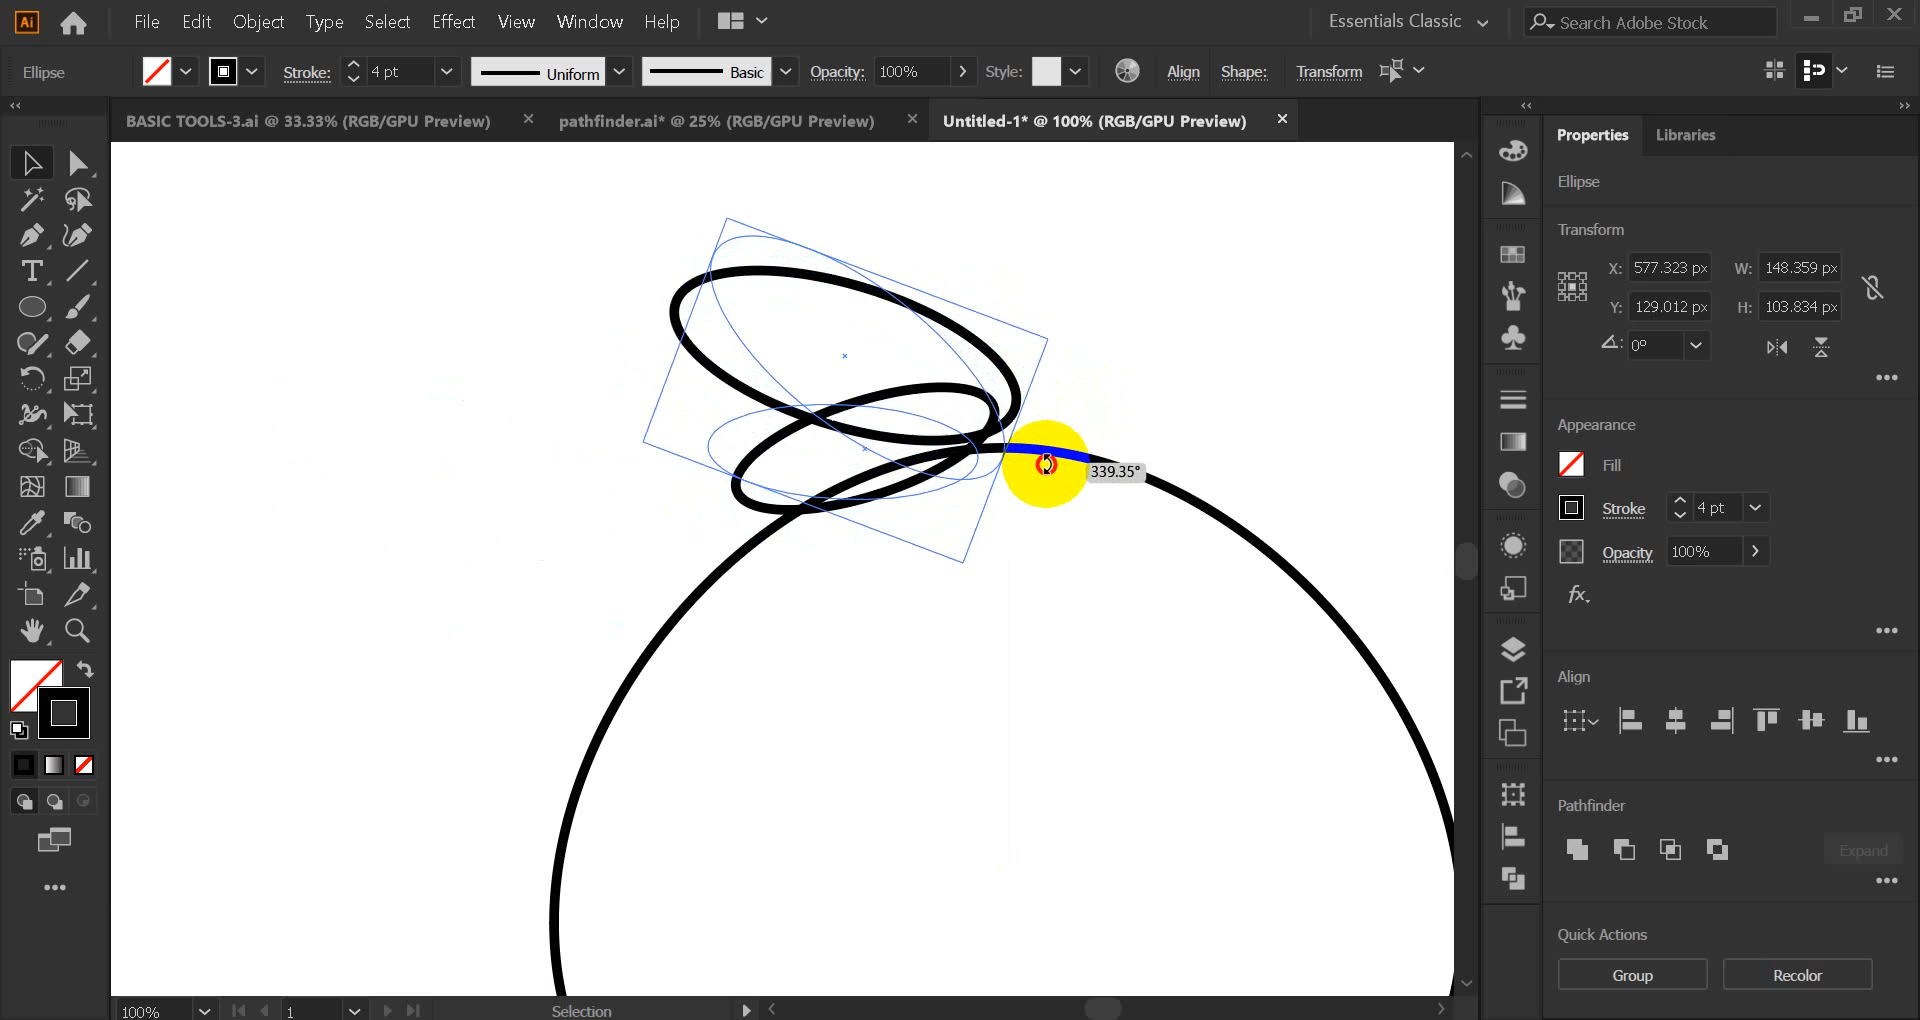 Ai File Edit Object Type Select Effect View Window Help Essentials Classic Search Adobe Stock
Ellipse Stroke: 4 pt Uniform Basic Opacity: 100% Style: Align Shape: Transform
BASIC TOOLS-3.ai @ 33.33% (RGB/GPU Preview) pathfinder.ai* @ 25% (RGB/GPU Preview) Untitled-1* @ 100% (RGB/GPU Preview)
Properties Libraries
Ellipse
Transform
X: 577.323 px W: 148.359 px
Y: 129.012 px H: 103.834 px
0°
Appearance
Fill
339.35°
Stroke 4 pt
Opacity 100%
fx.
Align
Pathfinder
Expand
Quick Actions
Group Recolor
100% 1 Selection